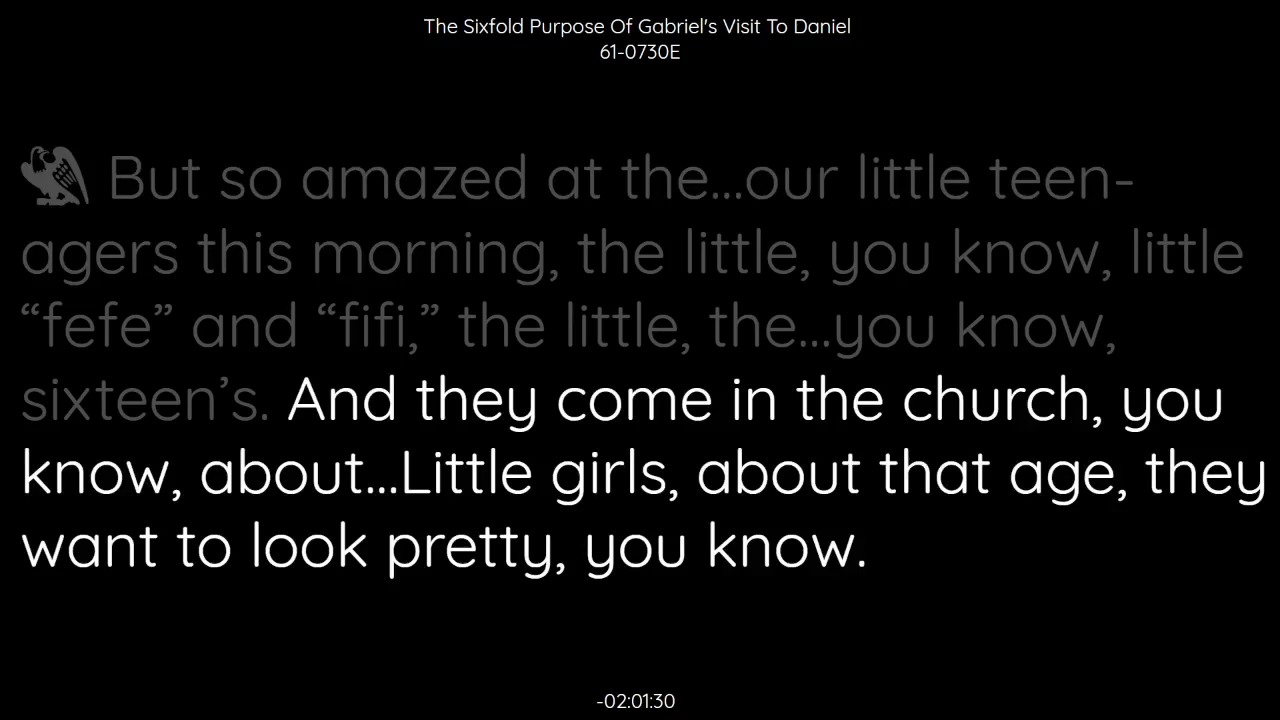 The Sixfold Purpose Of Gabriel's Visit To Daniel
61-0730E
But so amazed at the...our little teen-
agers this morning, the little, you know, little
“fefe” and “fifi,” the little, the...you know,
sixteen’s. And they come in the church, you
know, about...Little girls, about that age, they
want to look pretty, you know.
-02:01:30